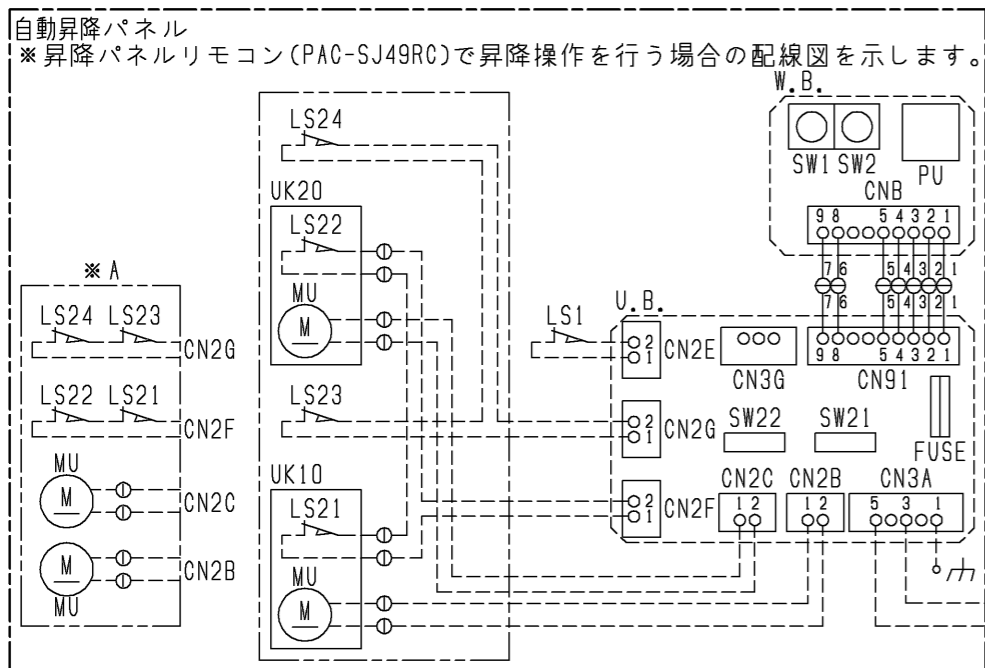 自動昇降パネル
※昇降パネルリモコン(PAC-SJ49RC)で昇降操作を行う場合の配線図を示します。
W.B.
SW1 SW2 PU
CNB
9 8 5 4 3 2 1
7 6 5 4 3 2 1
7 6 5 4 3 2 1
U.B.
9 8 5 4 3 2 1
CN91
CN3G
LS1
2
1
CN2E
SW22 SW21
FUSE
2
1
CN2G
CN2C CN2B CN3A
1 2 1 2 5 3 1
2
1
CN2F
LS24
UK20
LS22
MU
M
LS23
UK10
LS21
MU
M
※A
LS24 LS23
CN2G
LS22 LS21
CN2F
MU
M
CN2C
M
CN2B
MU